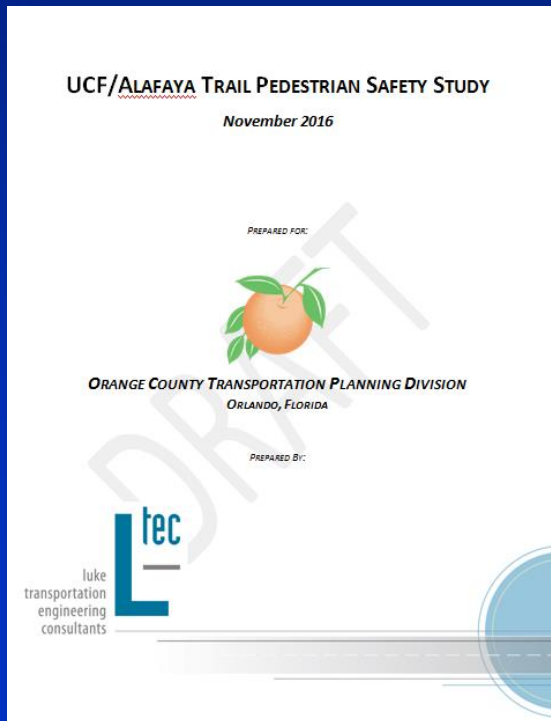 UCF/ALAFAYA TRAIL PEDESTRIAN SAFETY STUDY
November 2016
PREPARED FOR:
ORANGE COUNTY TRANSPORTATION PLANNING DIVISION
ORLANDO, FLORIDA
PREPARED BY:
DRAFT
tec
L
luke
transportation
engineering
consultants